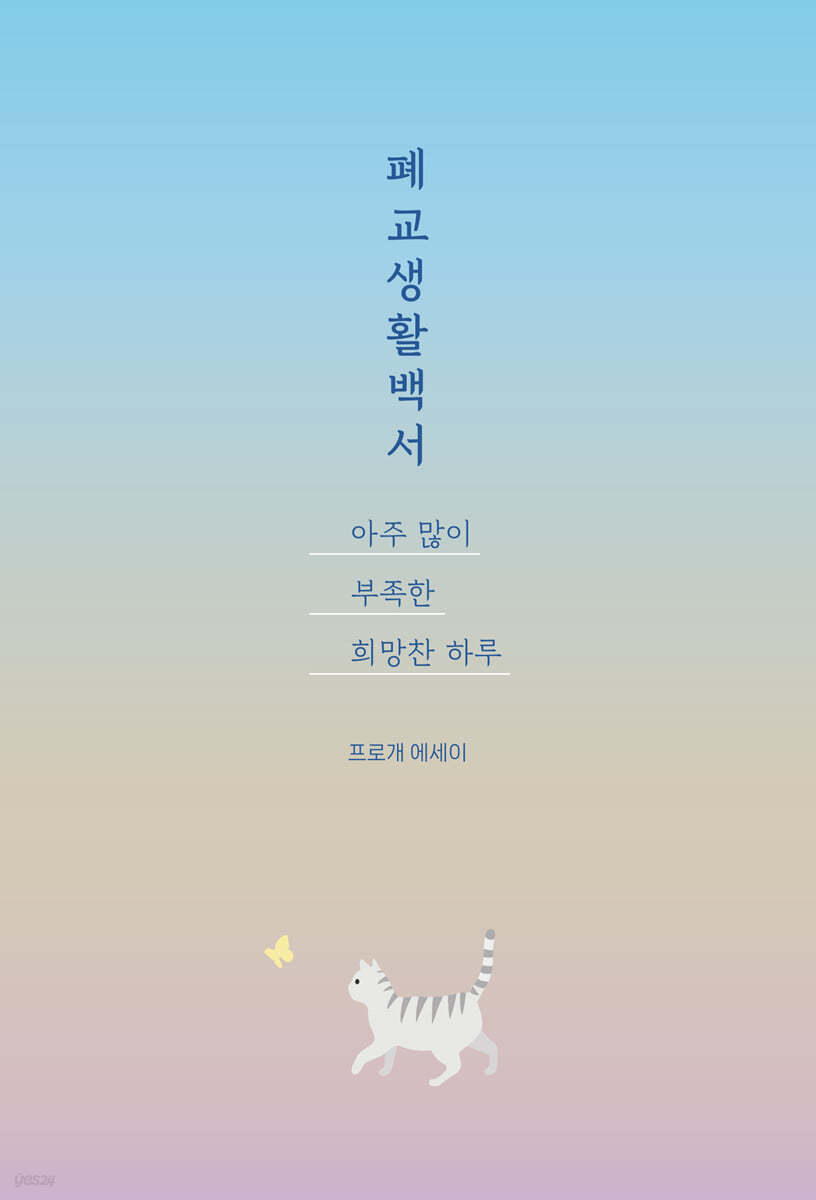 폐교생활백서
아주 많이
부족한
희망찬 하루
프로개 에세이
yes24